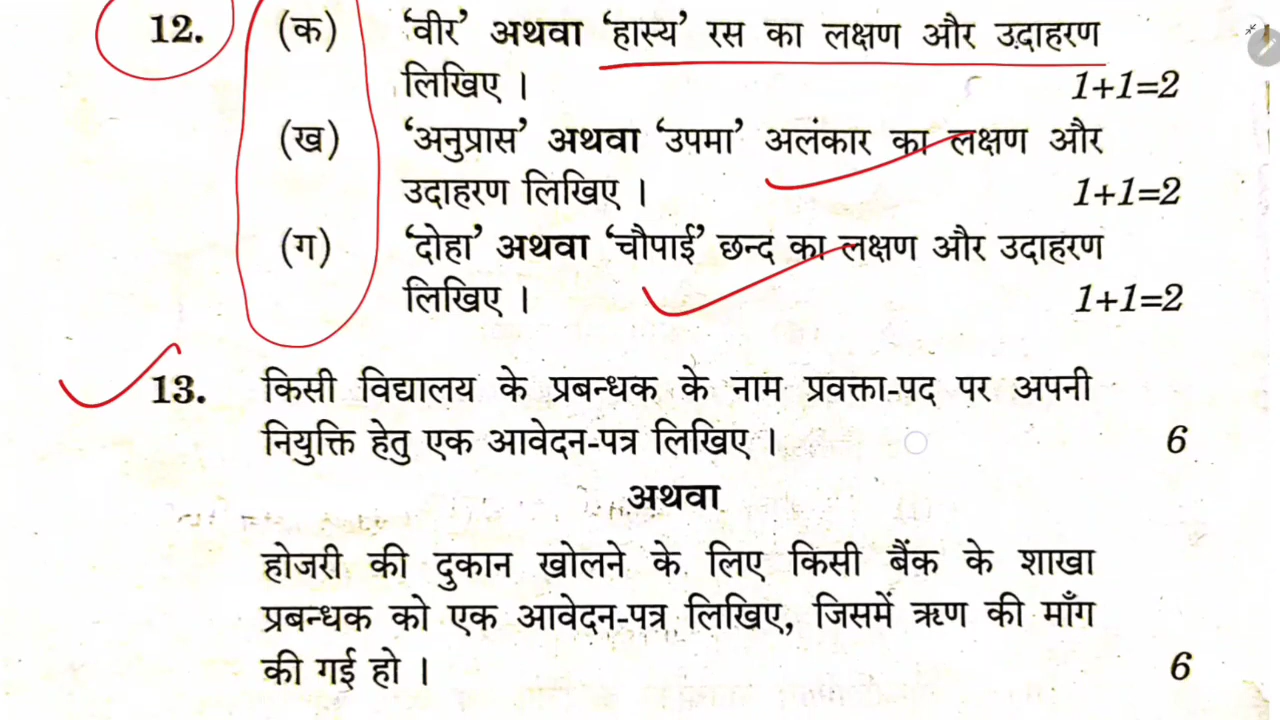 12. (क) ‘वीर’ अथवा ‘हास्य’ रस का लक्षण और उदाहरण
लिखिए । 1+1=2
(ख) ‘अनुप्रास’ अथवा ‘उपमा’ अलंकार का लक्षण और
उदाहरण लिखिए । 1+1=2
(ग) ‘दोहा’ अथवा ‘चौपाई’ छन्द का लक्षण और उदाहरण
लिखिए । 1+1=2
13. किसी विद्यालय के प्रबन्धक के नाम प्रवक्ता-पद पर अपनी
नियुक्ति हेतु एक आवेदन-पत्र लिखिए । 6
अथवा
होजरी की दुकान खोलने के लिए किसी बैंक के शाखा
प्रबन्धक को एक आवेदन-पत्र लिखिए, जिसमें ऋण की माँग
की गई हो । 6